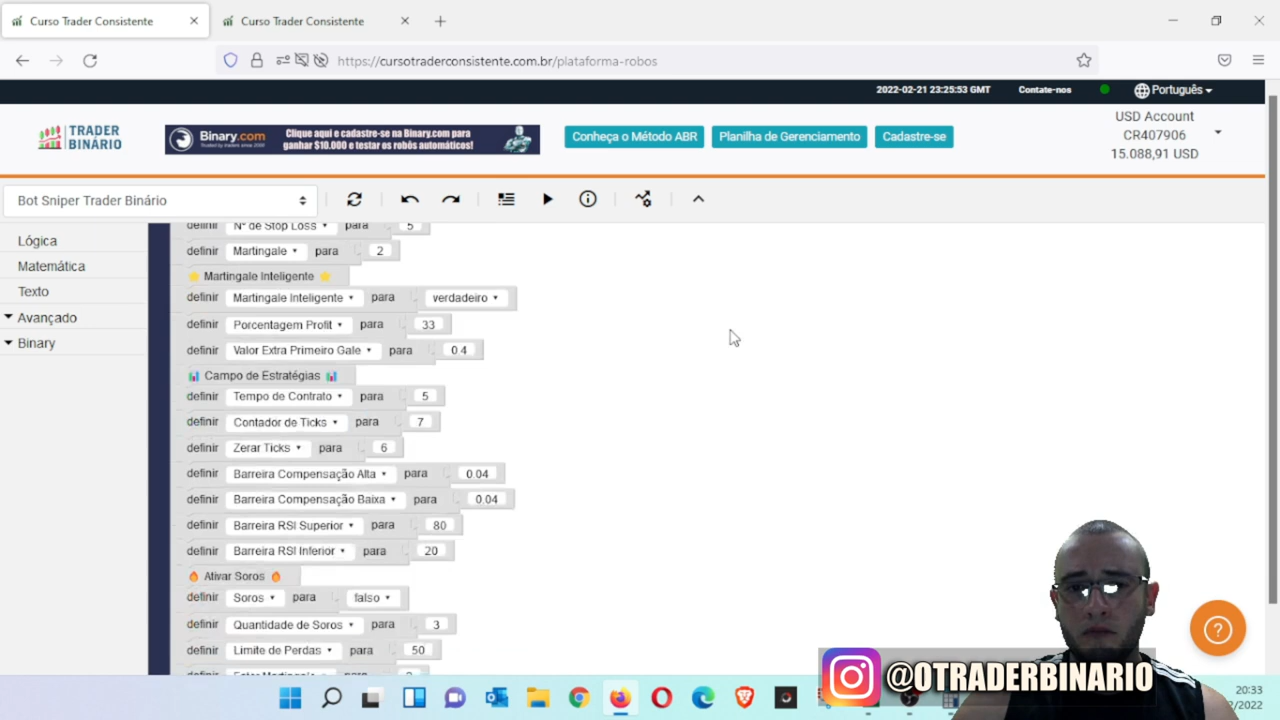 Curso Trader Consistente
Curso Trader Consistente
https://cursotraderconsistente.com.br/plataforma-robos
2022-02-21 23:25:53 GMT
Contate-nos
Português
TRADER
BINÁRIO
Binary.com
Clique aqui e cadastre-se na Binary.com para
ganhar $10.000 e testar os robôs automáticos!
Conheça o Método ABR
Planilha de Gerenciamento
Cadastre-se
USD Account
CR407906
15.088,91 USD
Bot Sniper Trader Binário
Lógica
Matemática
Texto
Avançado
Binary
definir Nº de Stop Loss para 5
definir Martingale para 2
Martingale Inteligente
definir Martingale Inteligente para verdadeiro
definir Porcentagem Profit para 33
definir Valor Extra Primeiro Gale para 0.4
Campo de Estratégias
definir Tempo de Contrato para 5
definir Contador de Ticks para 7
definir Zerar Ticks para 6
definir Barreira Compensação Alta para 0.04
definir Barreira Compensação Baixa para 0.04
definir Barreira RSI Superior para 80
definir Barreira RSI Inferior para 20
Ativar Soros
definir Soros para falso
definir Quantidade de Soros para 3
definir Limite de Perdas para 50
@OTRADERBINARIO
20:33
/2022